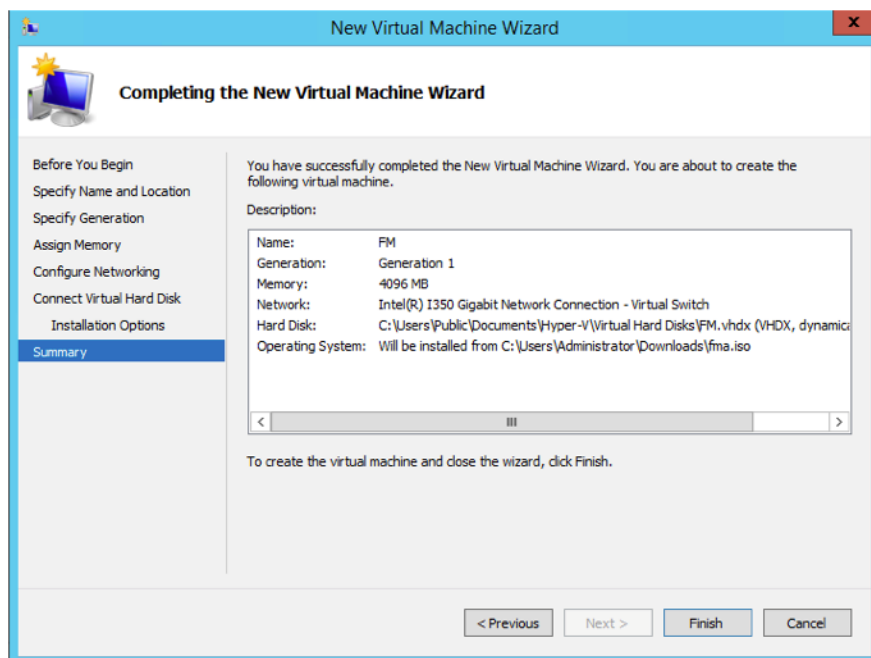 New Virtual Machine Wizard
x
Completing the New Virtual Machine Wizard
Before You Begin
Specify Name and Location
Specify Generation
Assign Memory
Configure Networking
Connect Virtual Hard Disk
Installation Options
Summary
You have successfully completed the New Virtual Machine Wizard. You are about to create the
following virtual machine.
Description:
Name: FM
Generation: Generation 1
Memory: 4096 MB
Network: Intel(R) I350 Gigabit Network Connection - Virtual Switch
Hard Disk: C:\Users\Public\Documents\Hyper-V\Virtual Hard Disks\FM.vhdx (VHDX, dynamica
Operating System: Will be installed from C:\Users\Administrator\Downloads\fma.iso
To create the virtual machine and close the wizard, click Finish.
< Previous
Next >
Finish
Cancel